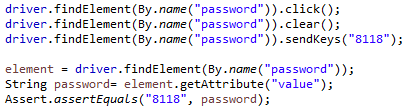 driver.findElement(By.name("password")).click();
driver.findElement(By.name("password")).clear();
driver.findElement(By.name("password")).sendKeys("8118");
element = driver.findElement(By.name("password"));
String password= element.getAttribute("value");
Assert.assertEquals("8118", password);